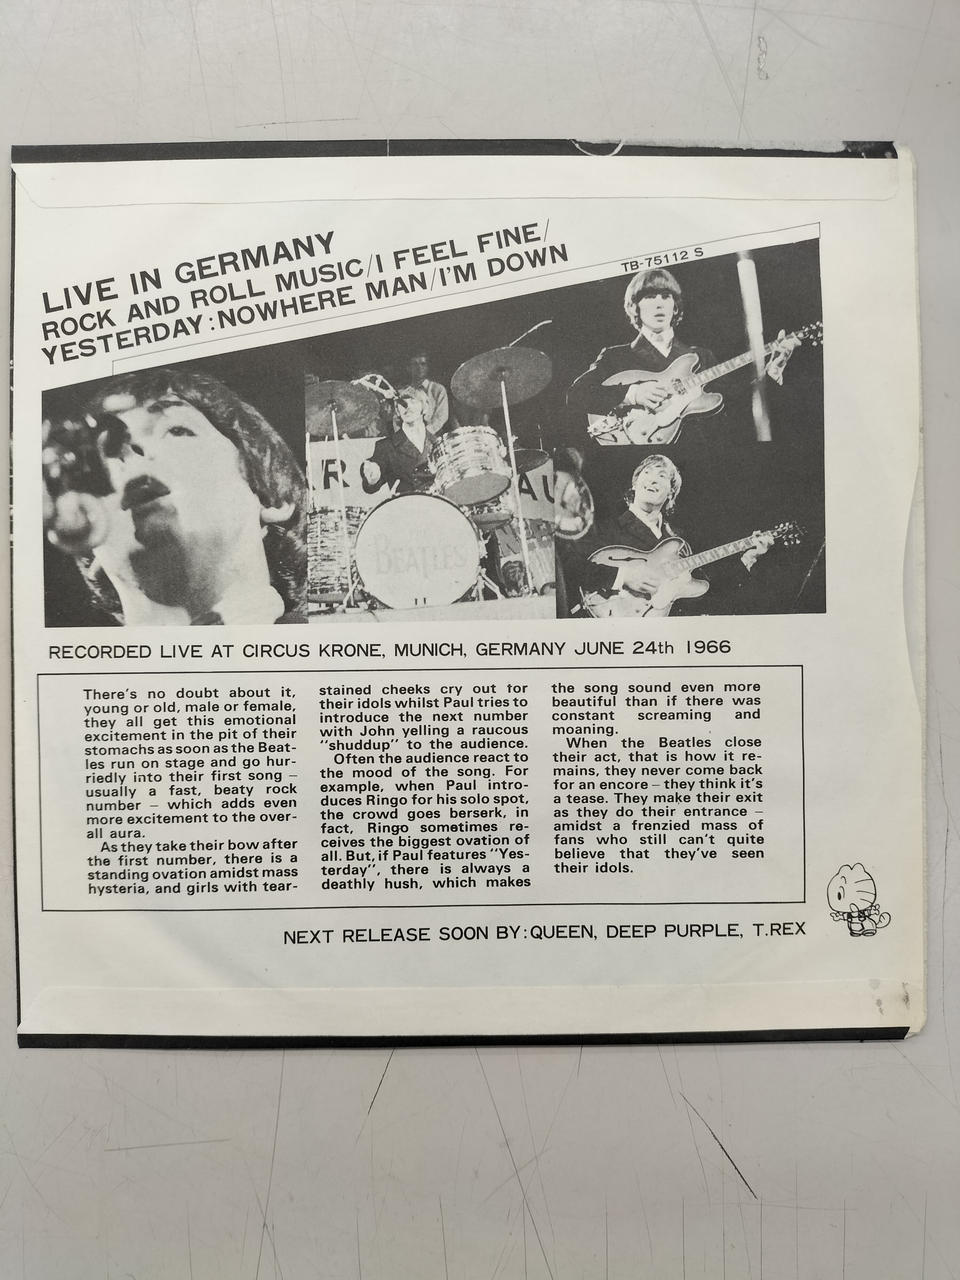 LIVE IN GERMANY
ROCK AND ROLL MUSIC/I FEEL FINE/
YESTERDAY:NOWHERE MAN/I'M DOWN
TB-75112 S
R C
AU
BEATLES
RECORDED LIVE AT CIRCUS KRONE, MUNICH, GERMANY JUNE 24th 1966
There's no doubt about it,
young or old, male or female,
they all get this emotional
excitement in the pit of their
stomachs as soon as the Beat-
les run on stage and go hur-
riedly into their first song –
usually a fast, beaty rock
number – which adds even
more excitement to the over-
all aura.
As they take their bow after
the first number, there is a
standing ovation amidst mass
hysteria, and girls with tear-
stained cheeks cry out for
their idols whilst Paul tries to
introduce the next number
with John yelling a raucous
"shuddup" to the audience.
Often the audience react to
the mood of the song. For
example, when Paul intro-
duces Ringo for his solo spot,
the crowd goes berserk, in
fact, Ringo sometimes re-
ceives the biggest ovation of
all. But, if Paul features "Yes-
terday", there is always a
deathly hush, which makes
the song sound even more
beautiful than if there was
constant screaming and
moaning.
When the Beatles close
their act, that is how it re-
mains, they never come back
for an encore – they think it's
a tease. They make their exit
as they do their entrance –
amidst a frenzied mass of
fans who still can't quite
believe that they've seen
their idols.
NEXT RELEASE SOON BY:QUEEN, DEEP PURPLE, T.REX